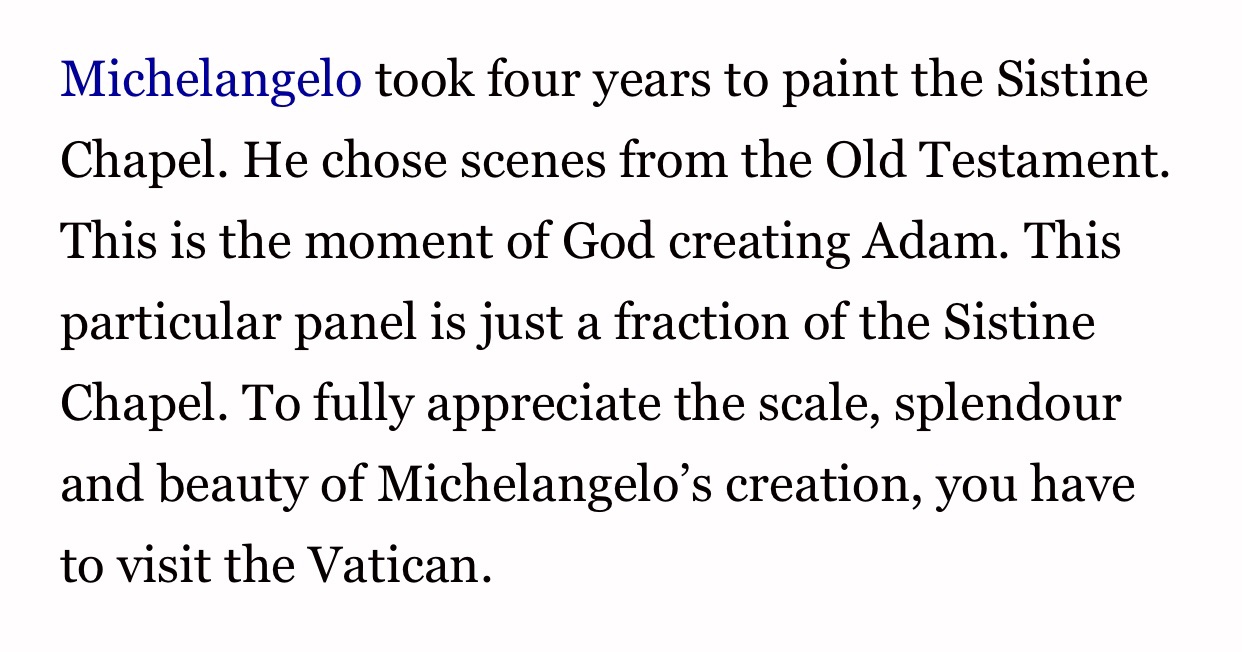 Michelangelo took four years to paint the Sistine
Chapel. He chose scenes from the Old Testament.
This is the moment of God creating Adam. This
particular panel is just a fraction of the Sistine
Chapel. To fully appreciate the scale, splendour
and beauty of Michelangelo’s creation, you have
to visit the Vatican.